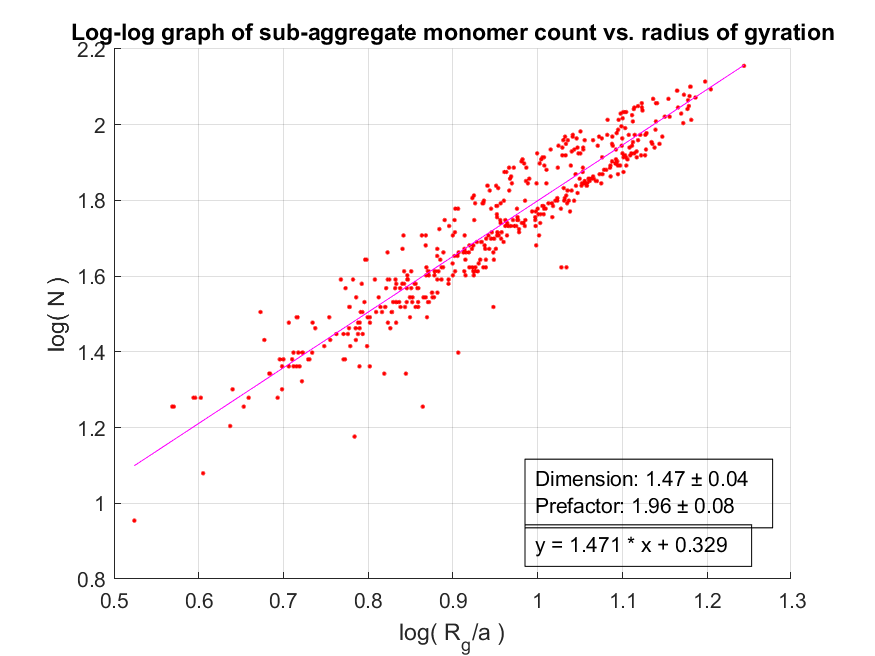 Log-log graph of sub-aggregate monomer count vs. radius of gyration
2.2
2
1.8
1.6
1.4
1.2
1
0.8
log( N )
Dimension: 1.47 ± 0.04
Prefactor: 1.96 ± 0.08
y = 1.471 * x + 0.329
0.5 0.6 0.7 0.8 0.9 1 1.1 1.2 1.3
log( R_g/a )